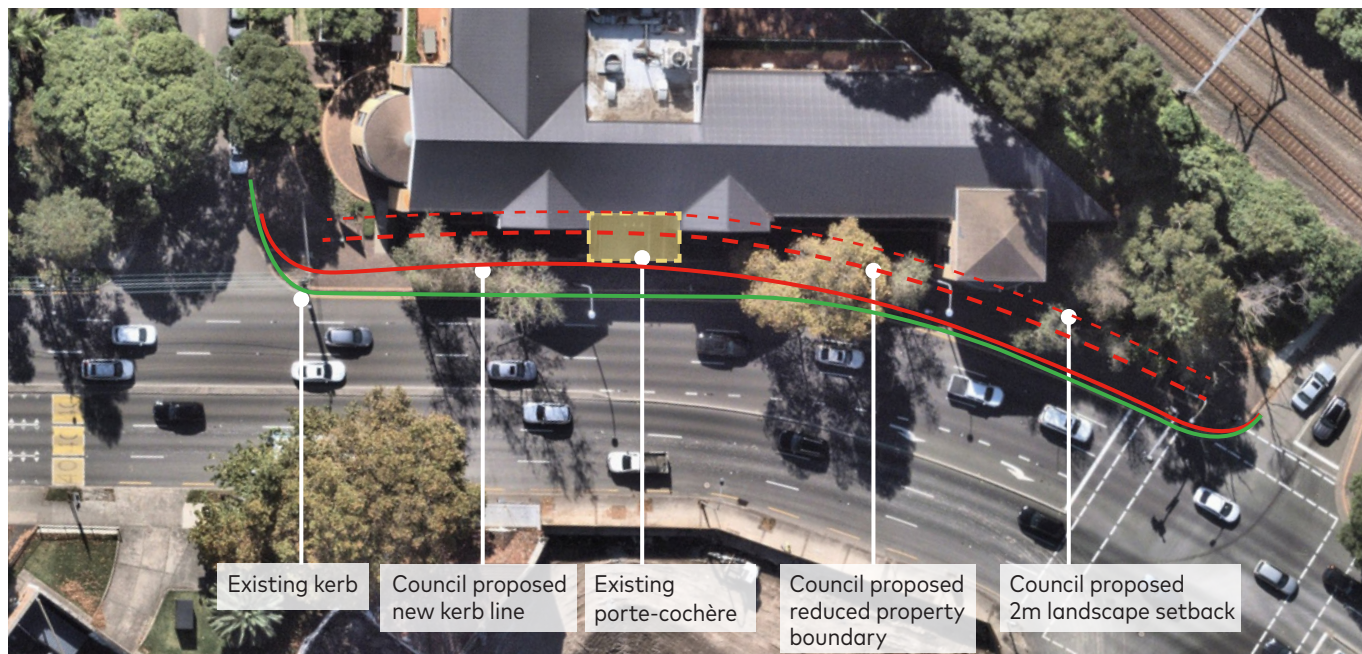 Existing kerb
Council proposed
new kerb line
Existing
porte-cochère
Council proposed
reduced property
boundary
Council proposed
2m landscape setback